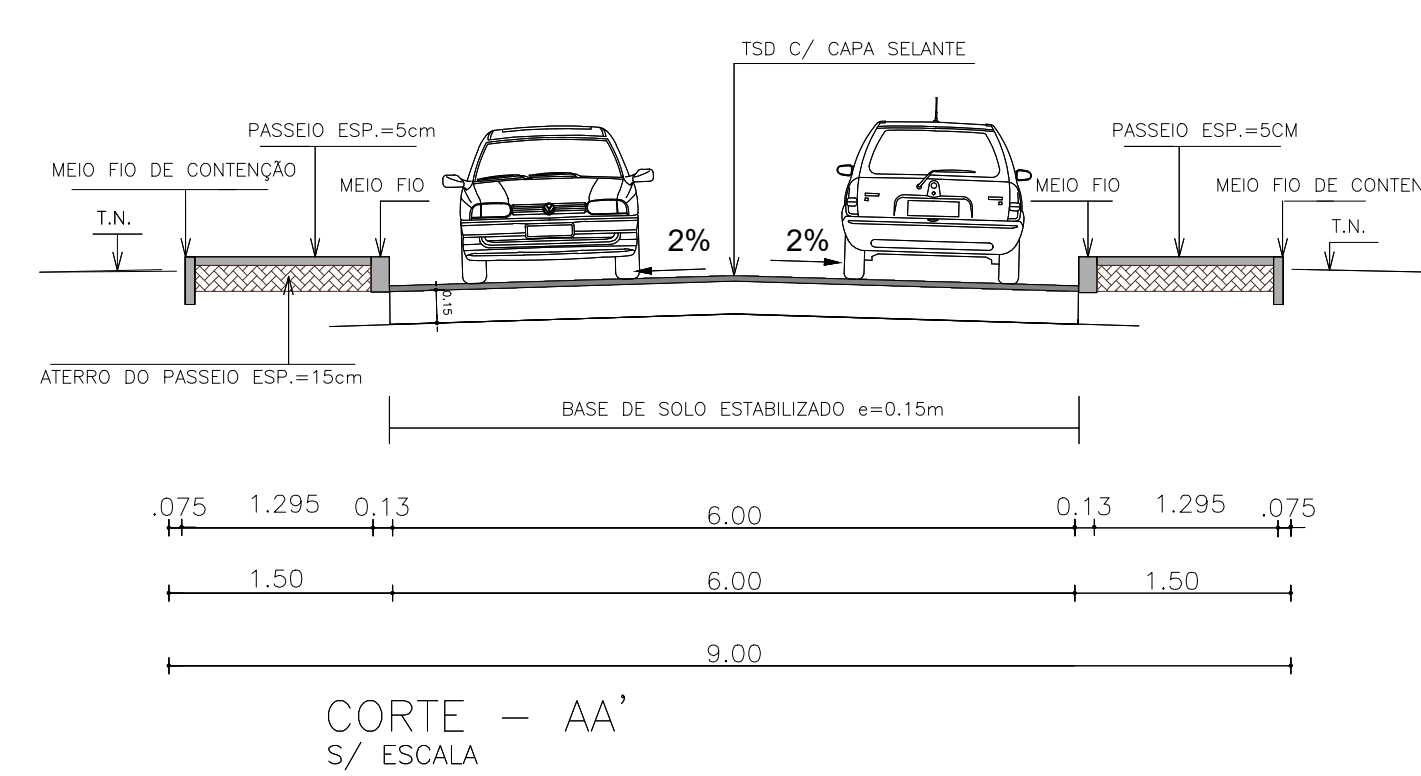 TSD C/ CAPA SELANTE
PASSEIO ESP.=5cm
PASSEIO ESP.=5CM
MEIO FIO DE CONTENÇÃO
MEIO FIO
MEIO FIO
MEIO FIO DE CONTEN
T.N.
T.N.
2%
2%
0.15
ATERRO DO PASSEIO ESP.=15cm
BASE DE SOLO ESTABILIZADO e=0.15m
.075 1.295 0.13 6.00 0.13 1.295 .075
1.50 6.00 1.50
9.00
CORTE - AA'
S/ ESCALA